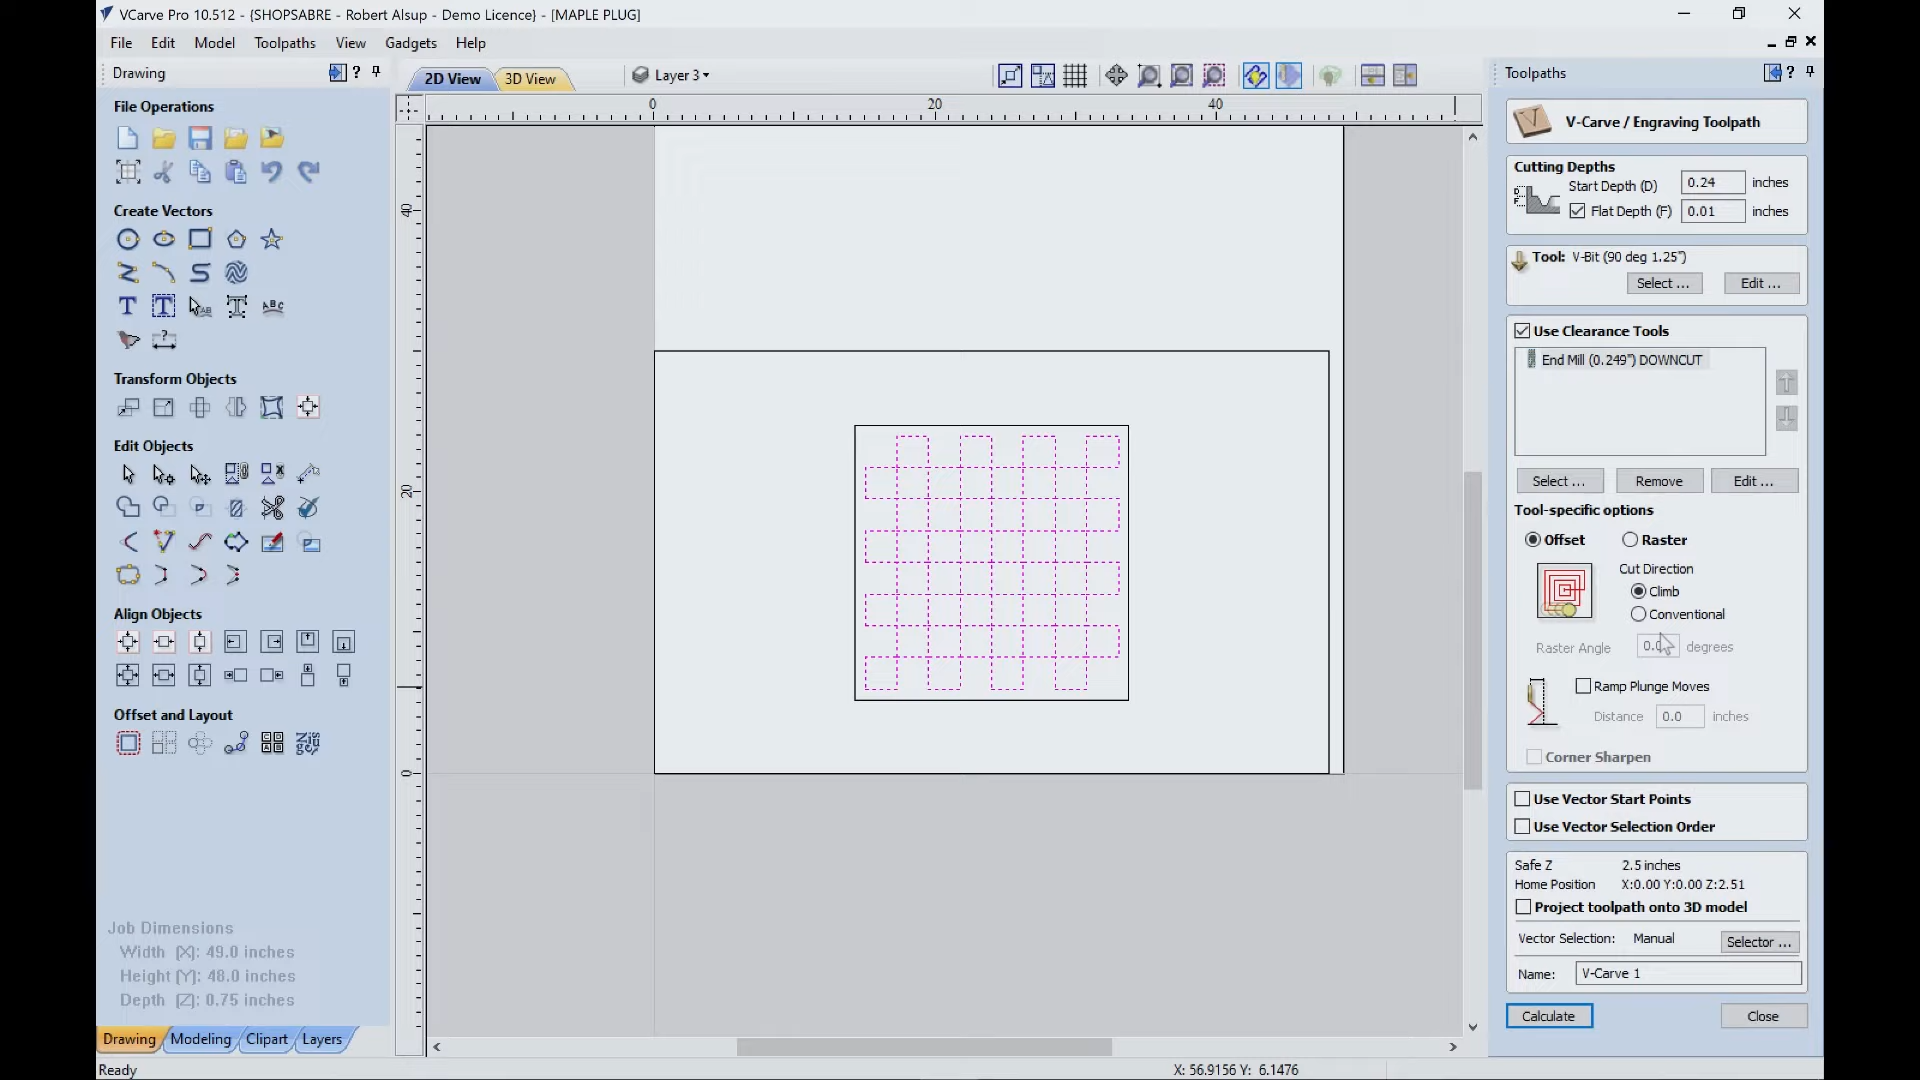 VCarve Pro 10.512 - {SHOPSABRE - Robert Alsup - Demo Licence} - [MAPLE PLUG]
File Edit Model Toolpaths View Gadgets Help
Drawing
File Operations
Create Vectors
Transform Objects
Edit Objects
Align Objects
Offset and Layout
Job Dimensions
Width (X): 49.0 inches
Height (Y): 48.0 inches
Depth (Z): 0.75 inches
Drawing Modeling Clipart Layers
Ready
2D View 3D View Layer 3
0 20 40
40
20
0
X: 56.9156 Y: 6.1476
Toolpaths
V-Carve / Engraving Toolpath
Cutting Depths
Start Depth (D) 0.24 inches
Flat Depth (F) 0.01 inches
Tool: V-Bit (90 deg 1.25")
Select ... Edit ...
Use Clearance Tools
End Mill (0.249") DOWNCUT
Select ... Remove Edit ...
Tool-specific options
Offset Raster
Cut Direction
Climb
Conventional
Raster Angle degrees
Ramp Plunge Moves
Distance 0.0 inches
Corner Sharpen
Use Vector Start Points
Use Vector Selection Order
Safe Z 2.5 inches
Home Position X:0.00 Y:0.00 Z:2.51
Project toolpath onto 3D model
Vector Selection: Manual Selector ...
Name: V-Carve 1
Calculate Close